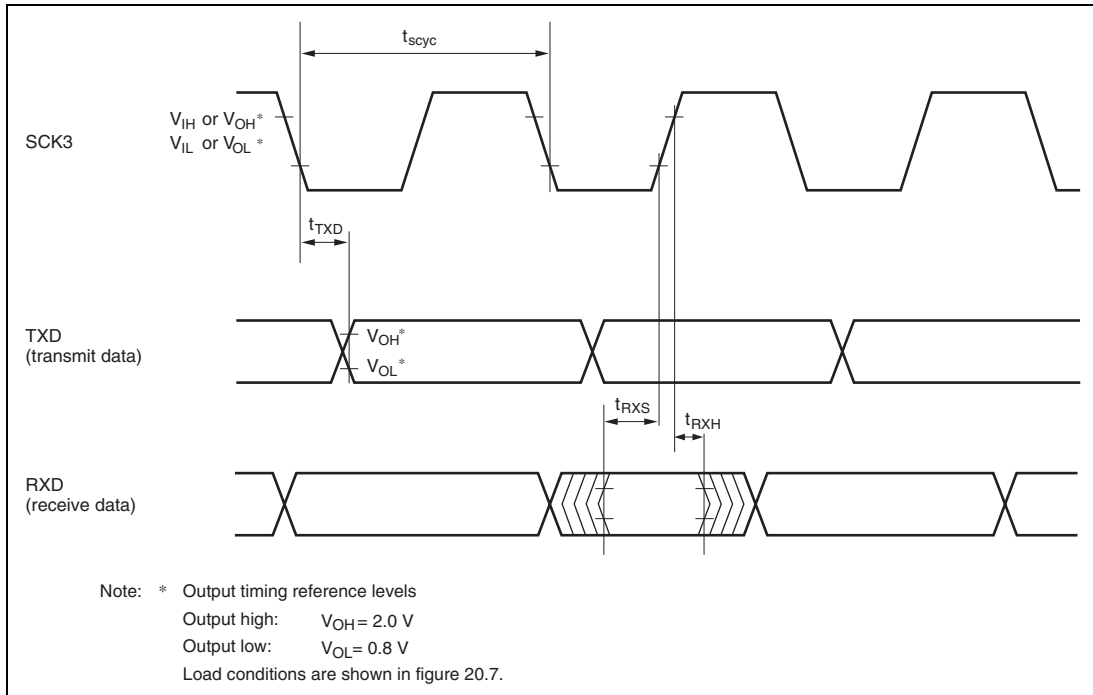 tscyc
SCK3
VIH or VOH*
VIL or VOL *
tTXD
TXD
(transmit data)
VOH*
VOL*
tRXS
tRXH
RXD
(receive data)
Note: * Output timing reference levels
Output high: VOH = 2.0 V
Output low: VOL= 0.8 V
Load conditions are shown in figure 20.7.